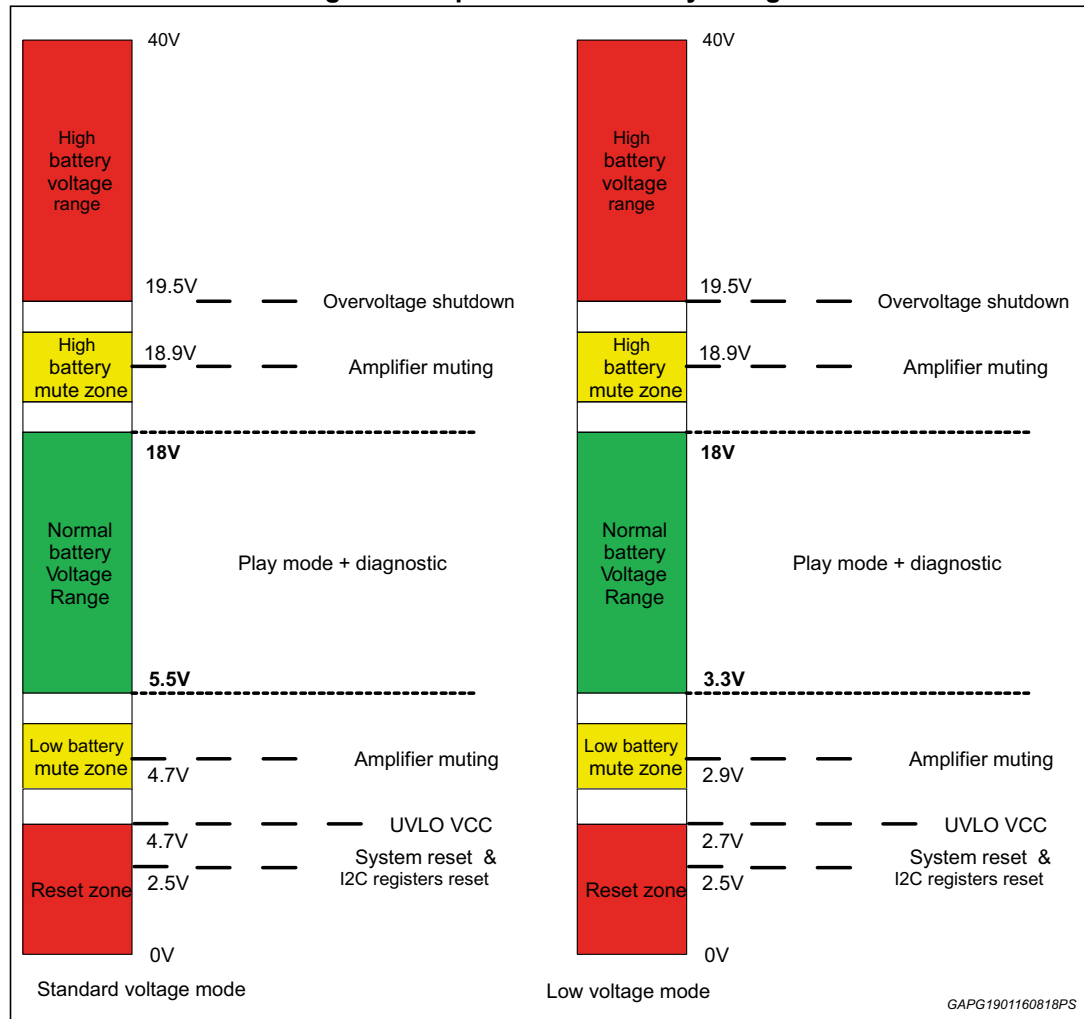 40V
High
battery
voltage
range
19.5V
Overvoltage shutdown
High
battery
mute zone
18.9V
Amplifier muting
18V
Normal
battery
Voltage
Range
Play mode + diagnostic
5.5V
Low battery
mute zone
Amplifier muting
4.7V
UVLO VCC
4.7V
System reset &
I2C registers reset
2.5V
Reset zone
0V
Standard voltage mode
40V
High
battery
voltage
range
19.5V
Overvoltage shutdown
High
battery
mute zone
18.9V
Amplifier muting
18V
Normal
battery
Voltage
Range
Play mode + diagnostic
3.3V
Low battery
mute zone
Amplifier muting
2.9V
UVLO VCC
2.7V
System reset &
I2C registers reset
2.5V
Reset zone
0V
Low voltage mode
GAPG1901160818PS